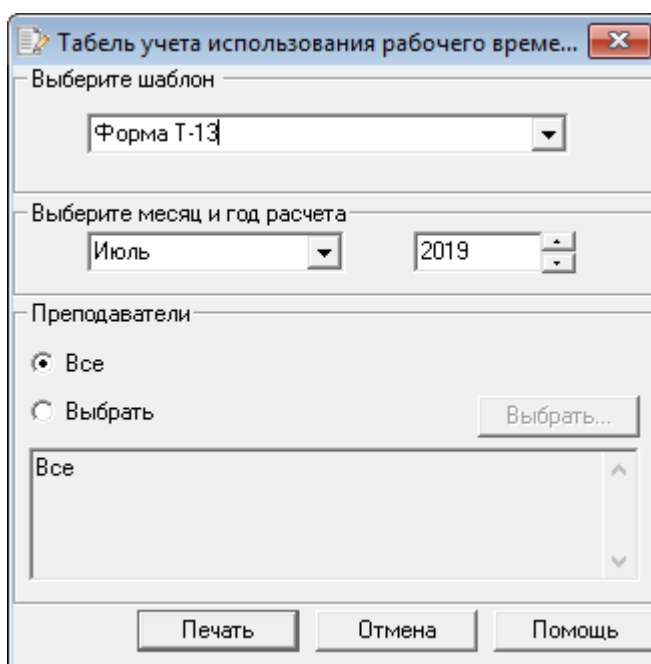 Табель учета использования рабочего време...
Выберите шаблон
Форма Т-13
Выберите месяц и год расчета
Июль 2019
Преподаватели
Все
Выбрать Выбрать...
Все
Печать Отмена Помощь